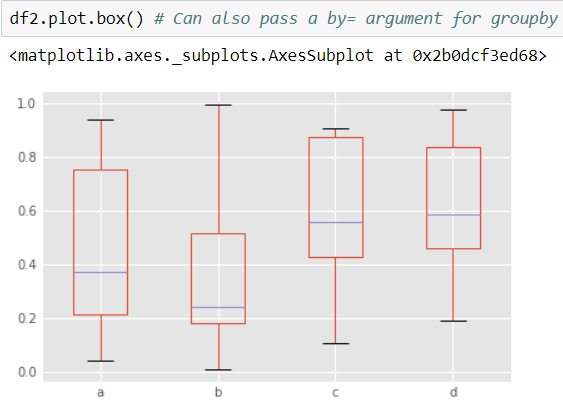 df2.plot.box() # Can also pass a by= argument for groupby
<matplotlib.axes._subplots.AxesSubplot at 0x2b0dcf3ed68>
1.0
0.8
0.6
0.4
0.2
0.0
a b c d